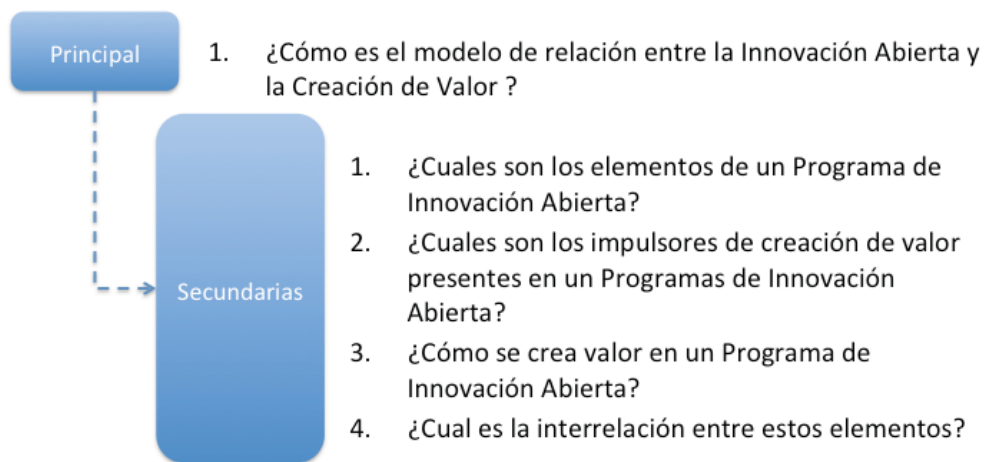 Principal
1. ¿Cómo es el modelo de relación entre la Innovación Abierta y
la Creación de Valor ?
Secundarias
1. ¿Cuales son los elementos de un Programa de
Innovación Abierta?
2. ¿Cuales son los impulsores de creación de valor
presentes en un Programas de Innovación
Abierta?
3. ¿Cómo se crea valor en un Programa de
Innovación Abierta?
4. ¿Cual es la interrelación entre estos elementos?